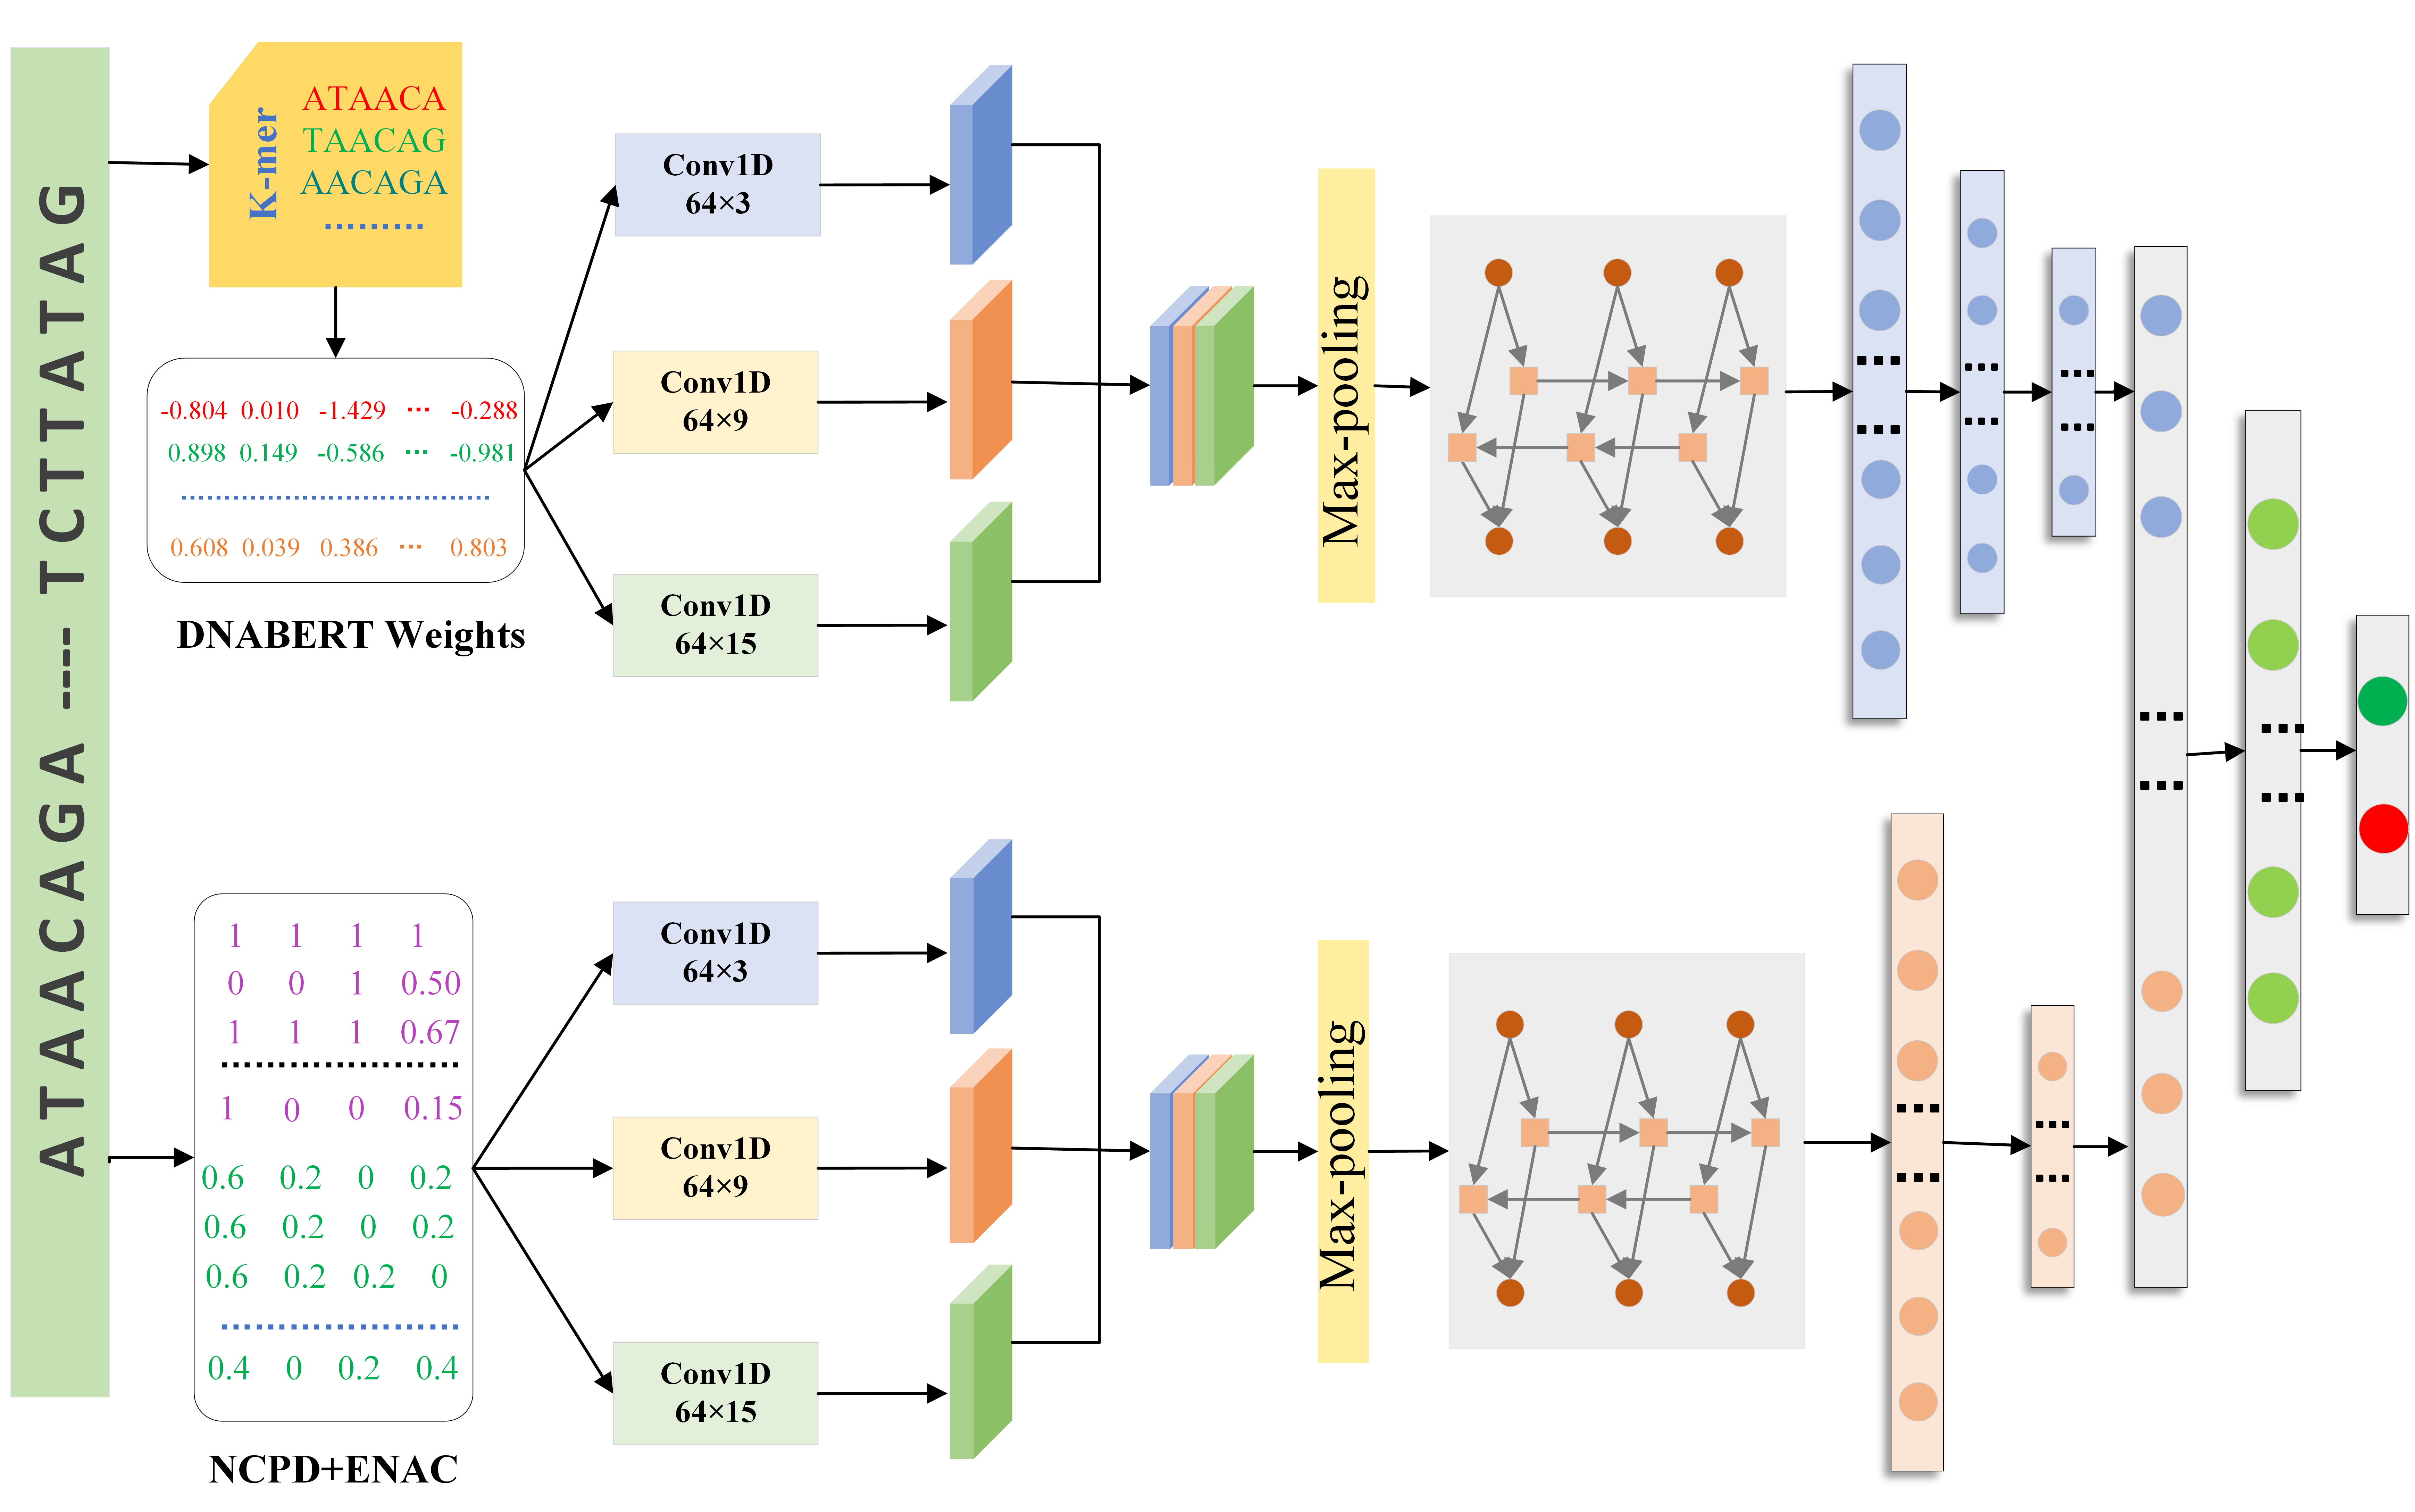 ATAACAGA ---- TCTTATAG
K-mer
ATAACA
TAACAG
AACAGA
-0.804 0.010 -1.429 ... -0.288
0.898 0.149 -0.586 ... -0.981
0.608 0.039 0.386 ... 0.803
DNABERT Weights
Conv1D
64×3
Conv1D
64×9
Conv1D
64×15
Max-pooling
1 1 1 1
0 0 1 0.50
1 1 1 0.67
1 0 0 0.15
0.6 0.2 0 0.2
0.6 0.2 0 0.2
0.6 0.2 0.2 0
0.4 0 0.2 0.4
NCPD+ENAC
Conv1D
64×3
Conv1D
64×9
Conv1D
64×15
Max-pooling